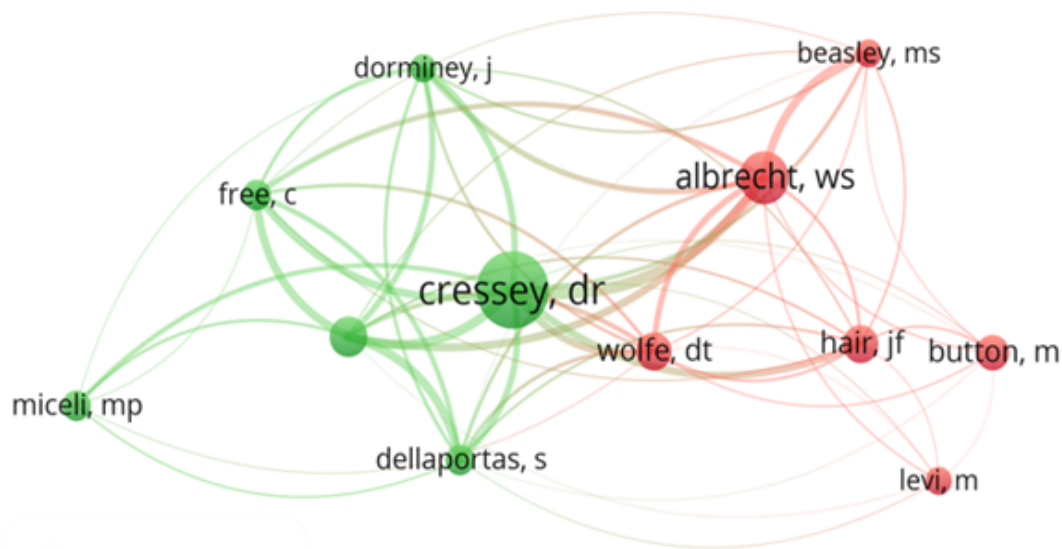 beasley, ms
dorminey, j
albrecht, ws
free, c
cressey, dr
wolfe, dt
hair, jf
button, m
miceli, mp
dellaportas, s
levi, m